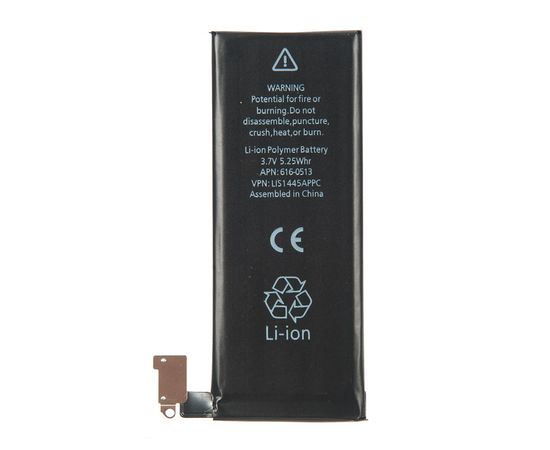 WARNING
Potential for fire or
burning.Do not
disassemble,puncture,
crush,heat,or burn.
Li-ion Polymer Battery
3.7V 5.25Whr
APN: 616-0513
VPN: LIS1445APPC
Assembled in China
CE
Li-ion